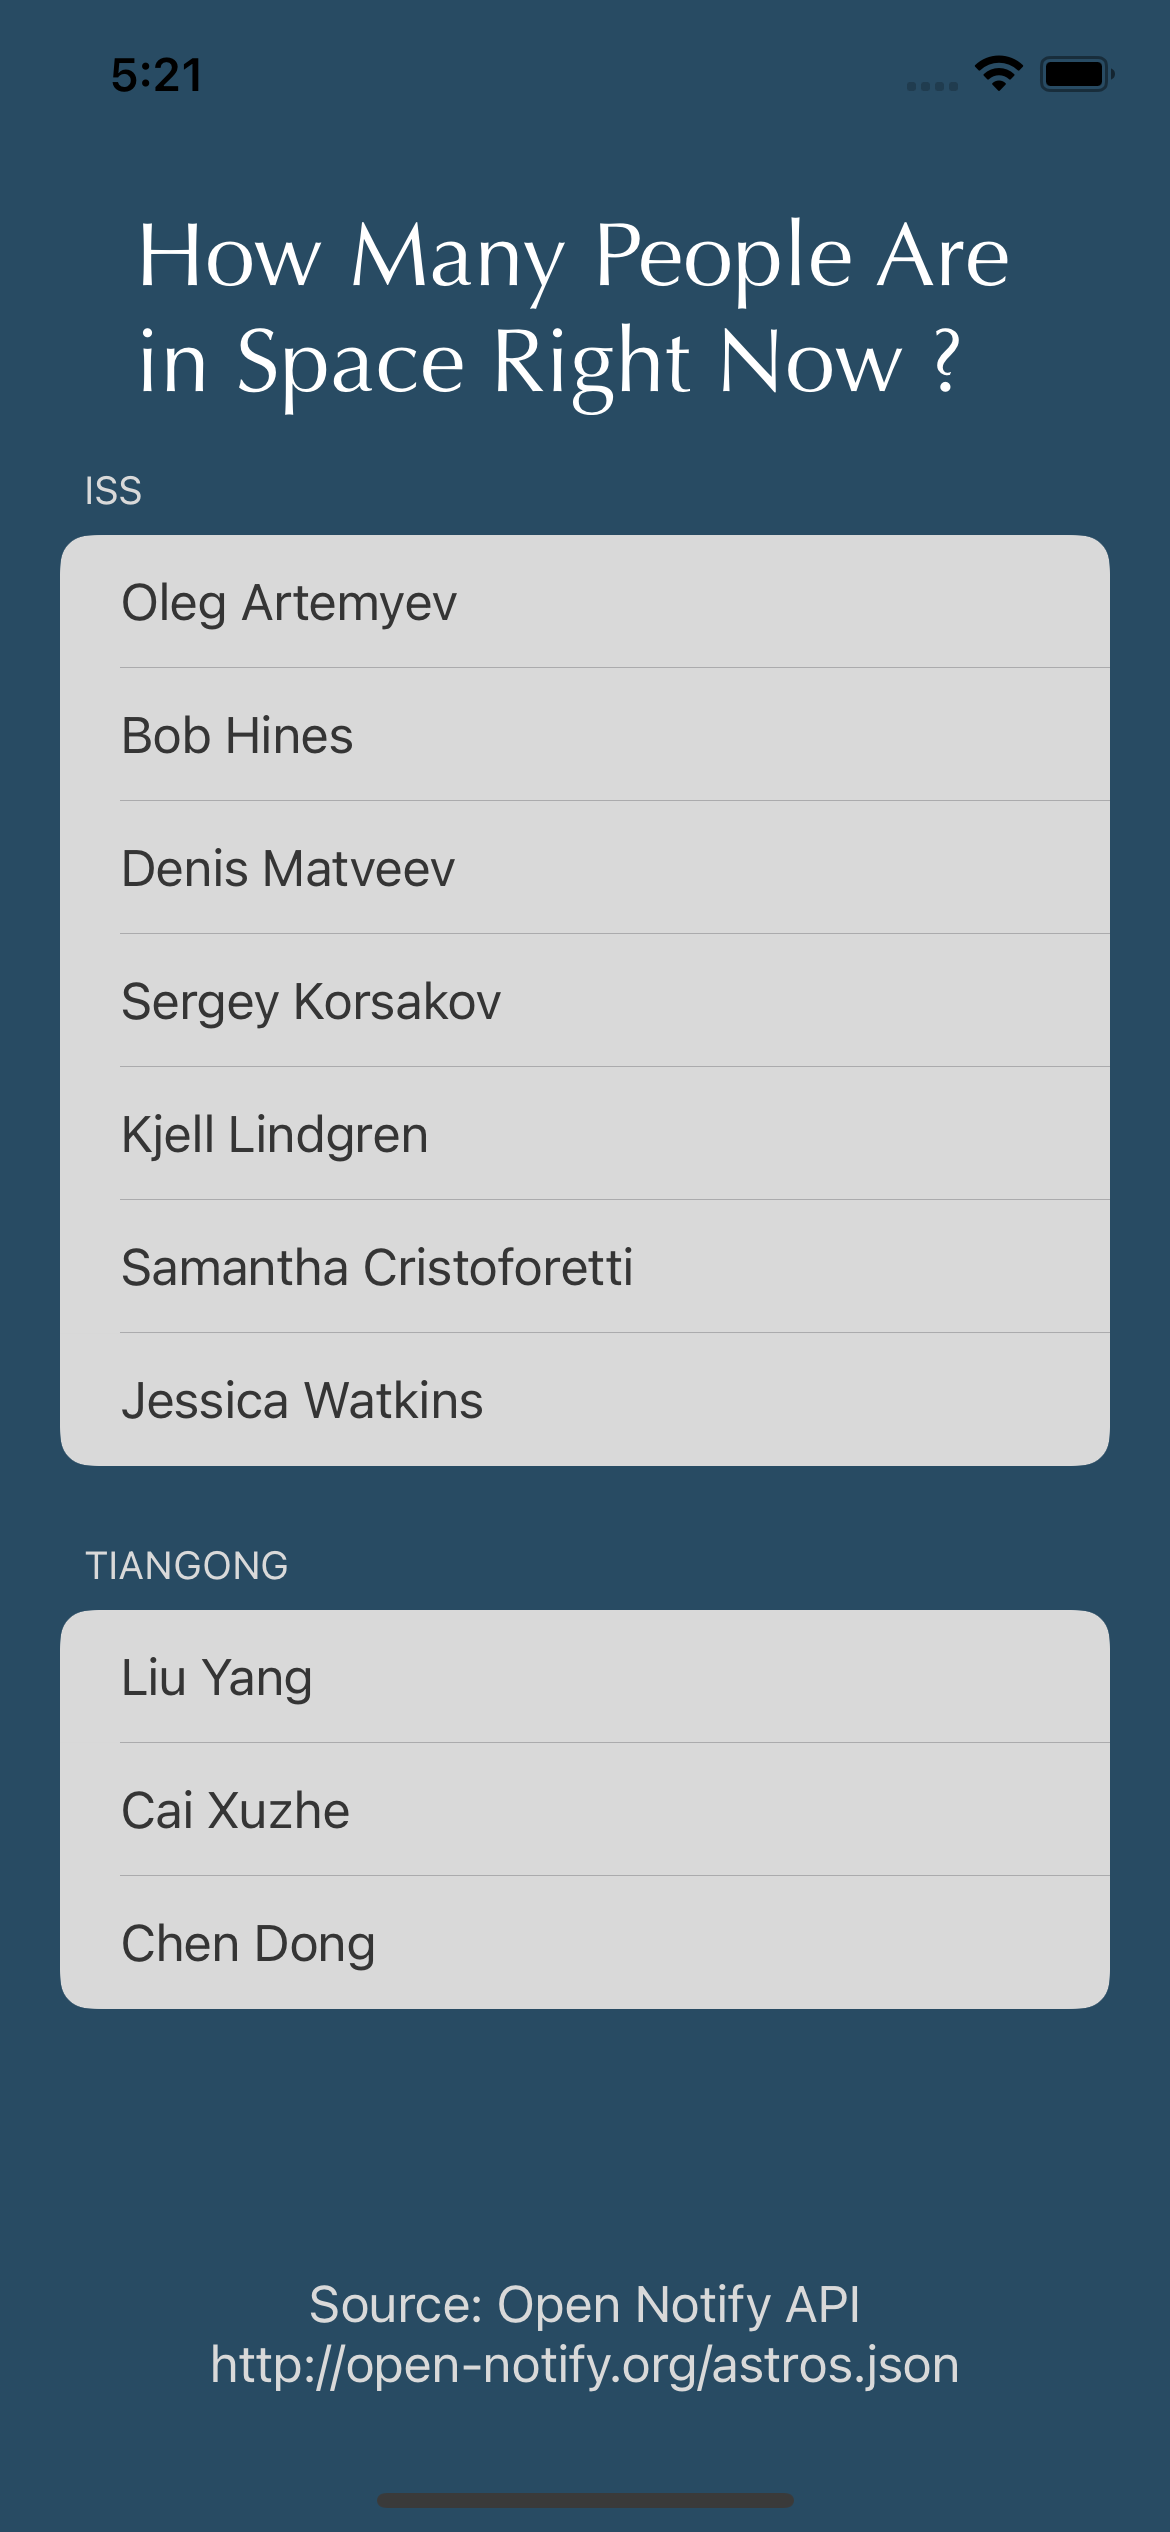 5:21
How Many People Are
in Space Right Now ?
ISS
Oleg Artemyev
Bob Hines
Denis Matveev
Sergey Korsakov
Kjell Lindgren
Samantha Cristoforetti
Jessica Watkins
TIANGONG
Liu Yang
Cai Xuzhe
Chen Dong
Source: Open Notify API
http://open-notify.org/astros.json